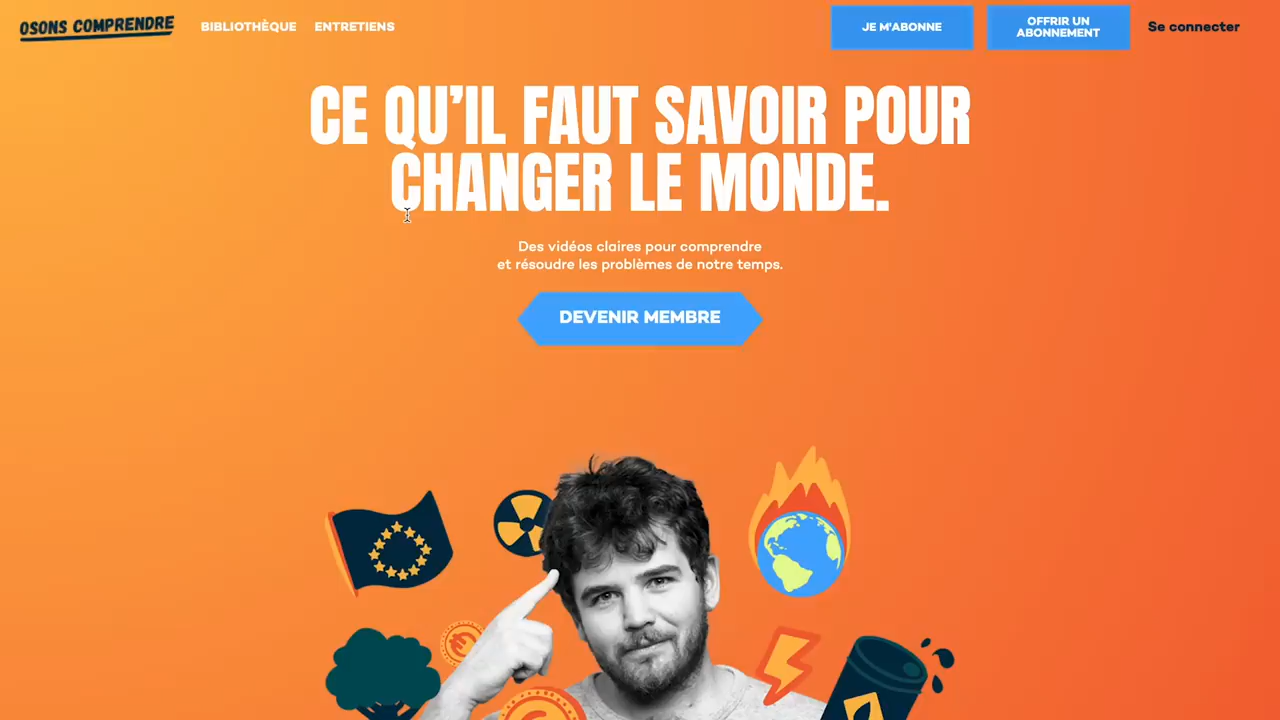 OSONS COMPRENDRE
BIBLIOTHÈQUE
ENTRETIENS
JE M'ABONNE
OFFRIR UN
ABONNEMENT
Se connecter
CE QU’IL FAUT SAVOIR POUR
CHANGER LE MONDE.
Des vidéos claires pour comprendre
et résoudre les problèmes de notre temps.
DEVENIR MEMBRE